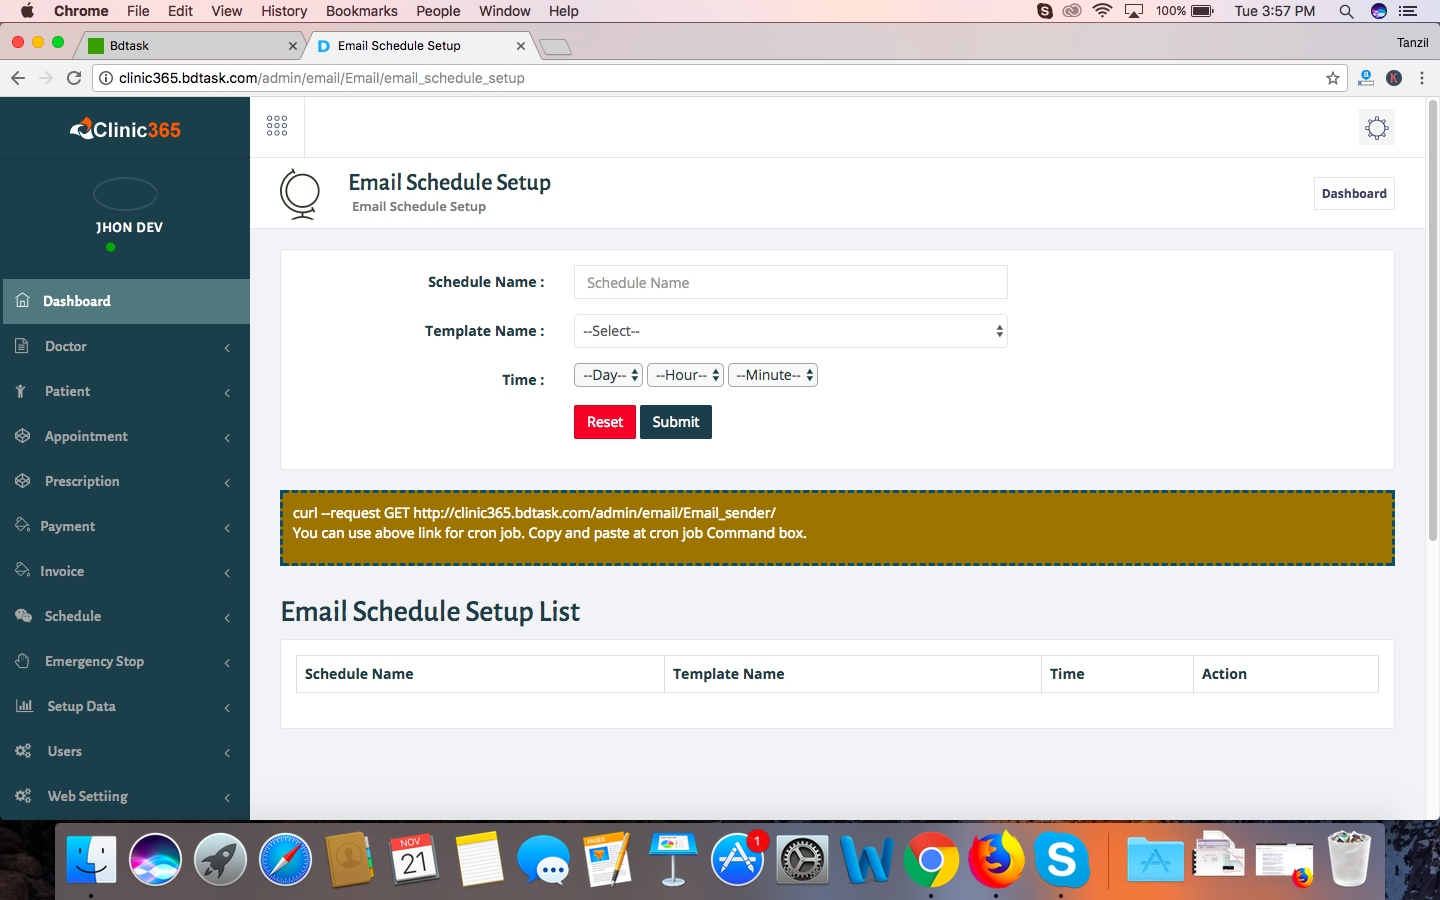 Chrome File Edit View History Bookmarks People Window Help 100% Tue 3:57 PM
Bdtask Email Schedule Setup Tanzil
clinic365.bdtask.com/admin/email/Email/email_schedule_setup
Clinic365
JHON DEV
Dashboard
Doctor
Patient
Appointment
Prescription
Payment
Invoice
Schedule
Emergency Stop
Setup Data
Users
Web Settiing
Email Schedule Setup
Email Schedule Setup
Dashboard
Schedule Name : Schedule Name
Template Name : --Select--
Time : --Day-- --Hour-- --Minute--
Reset Submit
curl --request GET http://clinic365.bdtask.com/admin/email/Email_sender/
You can use above link for cron job. Copy and paste at cron job Command box.
Email Schedule Setup List
Schedule Name Template Name Time Action
NOV
21
PAGES
1